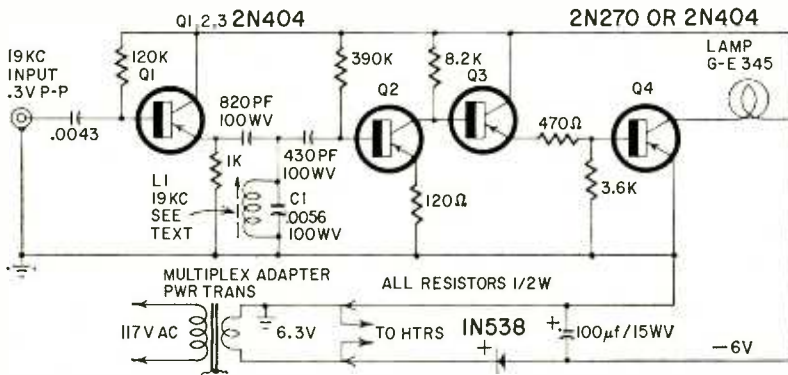 Q1,2,3 2N404
2N270 OR 2N404
19KC
INPUT
.3V P-P
.0043
120K
Q1
820PF
100WV
1K
L1
19KC
SEE
TEXT
C1
.0056
100WV
430PF
100WV
390K
Q2
120Ω
8.2K
Q3
470Ω
3.6K
Q4
LAMP
G-E 345
MULTIPLEX ADAPTER
PWR TRANS
ALL RESISTORS 1/2W
117V AC
6.3V
TO HTRS
1N538
+
+
100µf/15WV
−6V